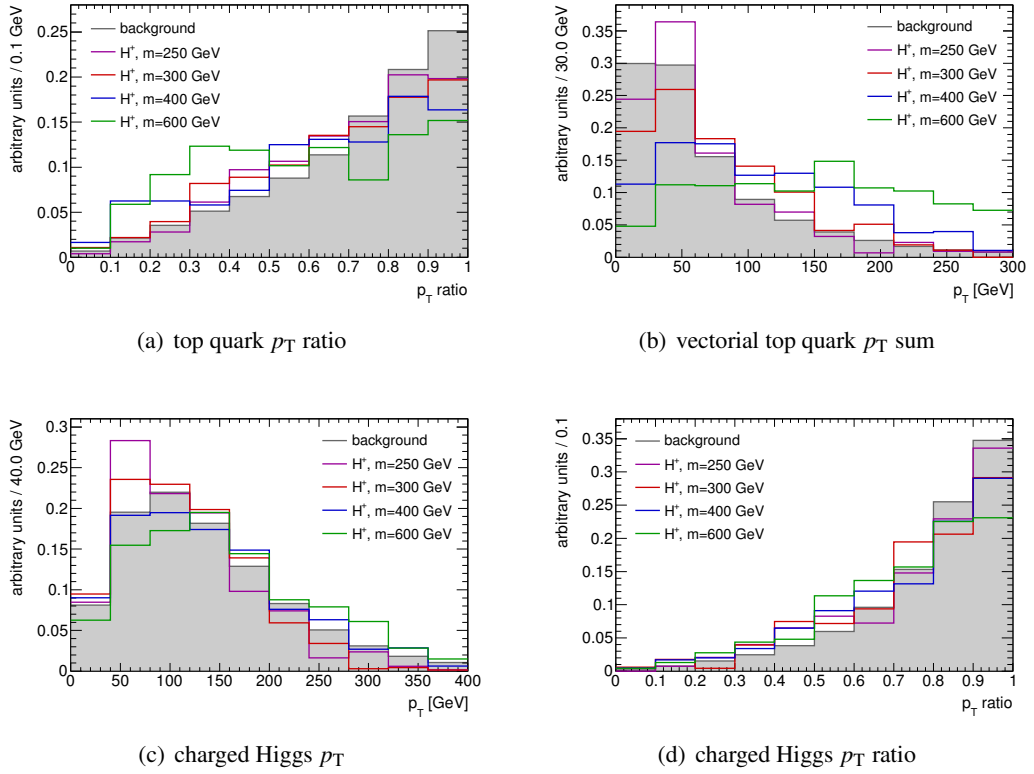 arbitrary units / 0.1 GeV
0.25
0.2
0.15
0.1
0.05
0
background
H+, m=250 GeV
H+, m=300 GeV
H+, m=400 GeV
H+, m=600 GeV
0 0.1 0.2 0.3 0.4 0.5 0.6 0.7 0.8 0.9 1
pT ratio
(a) top quark pT ratio
arbitrary units / 30.0 GeV
0.35
0.3
0.25
0.2
0.15
0.1
0.05
0
background
H+, m=250 GeV
H+, m=300 GeV
H+, m=400 GeV
H+, m=600 GeV
0 50 100 150 200 250 300
pT [GeV]
(b) vectorial top quark pT sum
arbitrary units / 40.0 GeV
0.3
0.25
0.2
0.15
0.1
0.05
0
background
H+, m=250 GeV
H+, m=300 GeV
H+, m=400 GeV
H+, m=600 GeV
0 50 100 150 200 250 300 350 400
pT [GeV]
(c) charged Higgs pT
arbitrary units / 0.1
0.35
0.3
0.25
0.2
0.15
0.1
0.05
0
background
H+, m=250 GeV
H+, m=300 GeV
H+, m=400 GeV
H+, m=600 GeV
0 0.1 0.2 0.3 0.4 0.5 0.6 0.7 0.8 0.9 1
pT ratio
(d) charged Higgs pT ratio